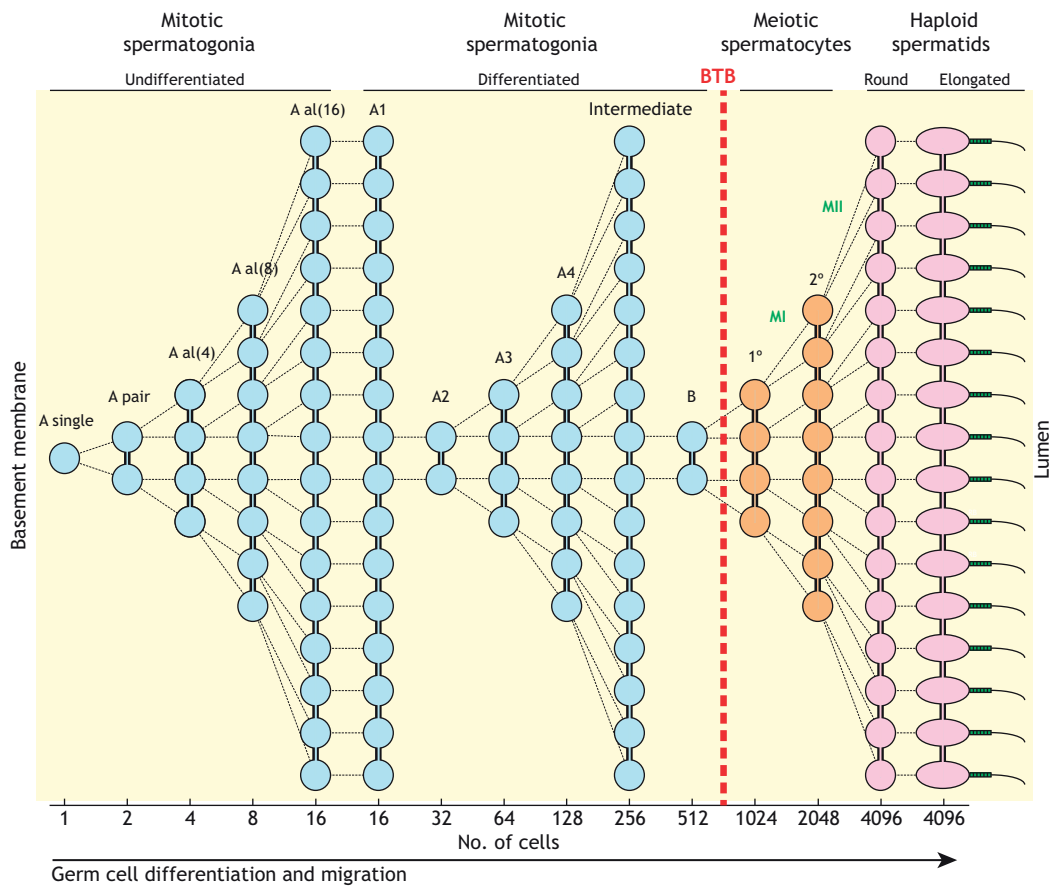 Mitotic
spermatogonia
Mitotic
spermatogonia
Meiotic
spermatocytes
Haploid
spermatids
Undifferentiated
Differentiated
BTB
Round
Elongated
A al(16)
A1
Intermediate
MII
A al(8)
A4
2º
MI
A al(4)
A3
1º
A pair
A2
B
A single
Basement membrane
Lumen
1 2 4 8 16 16 32 64 128 256 512 1024 2048 4096 4096
No. of cells
Germ cell differentiation and migration